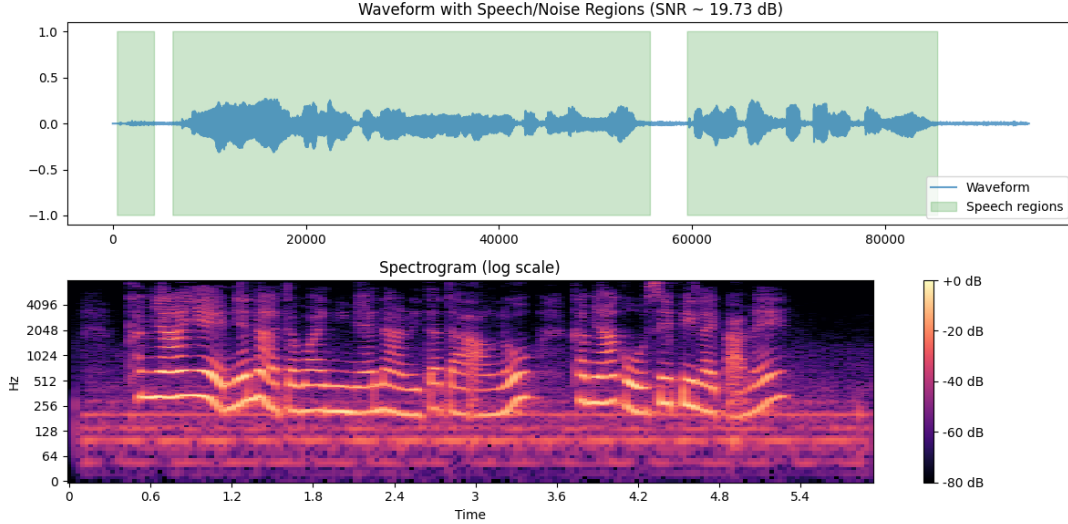 Waveform with Speech/Noise Regions (SNR ~ 19.73 dB)
1.0
0.5
0.0
−0.5
−1.0
0 20000 40000 60000 80000
Waveform
Speech regions
Spectrogram (log scale)
4096
2048
1024
512
256
128
64
0
Hz
0 0.6 1.2 1.8 2.4 3 3.6 4.2 4.8 5.4
Time
+0 dB
-20 dB
-40 dB
-60 dB
-80 dB